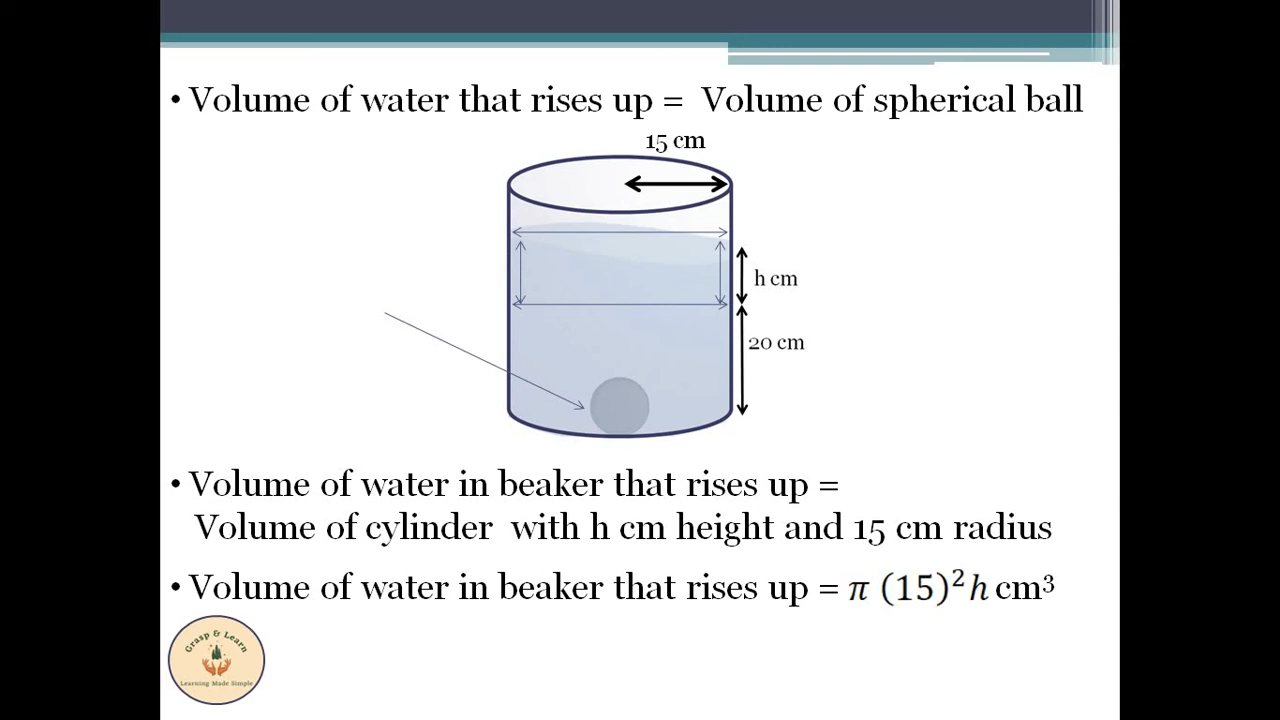 • Volume of water that rises up = Volume of spherical ball
15 cm
h cm
20 cm
• Volume of water in beaker that rises up =
Volume of cylinder with h cm height and 15 cm radius
• Volume of water in beaker that rises up = π (15)²h cm³
Grasp & Learn
Learning Made Simple